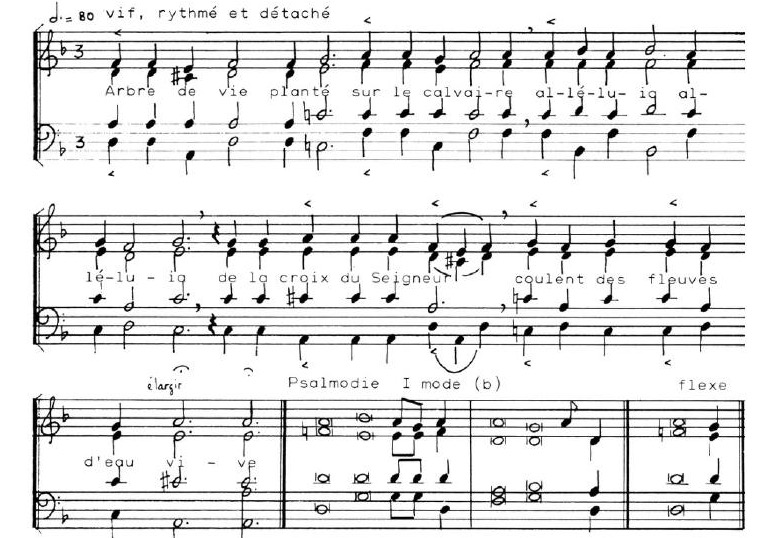 ♩. = 80 vif, rythmé et détaché
Arbre de vie planté sur le calvai-re al-lé-lu-ia al-
lé-lu - ia de la croix du Seigneur coulent des fleuves
élargir Psalmodie I mode (b) flexe
d'eau vi - ve